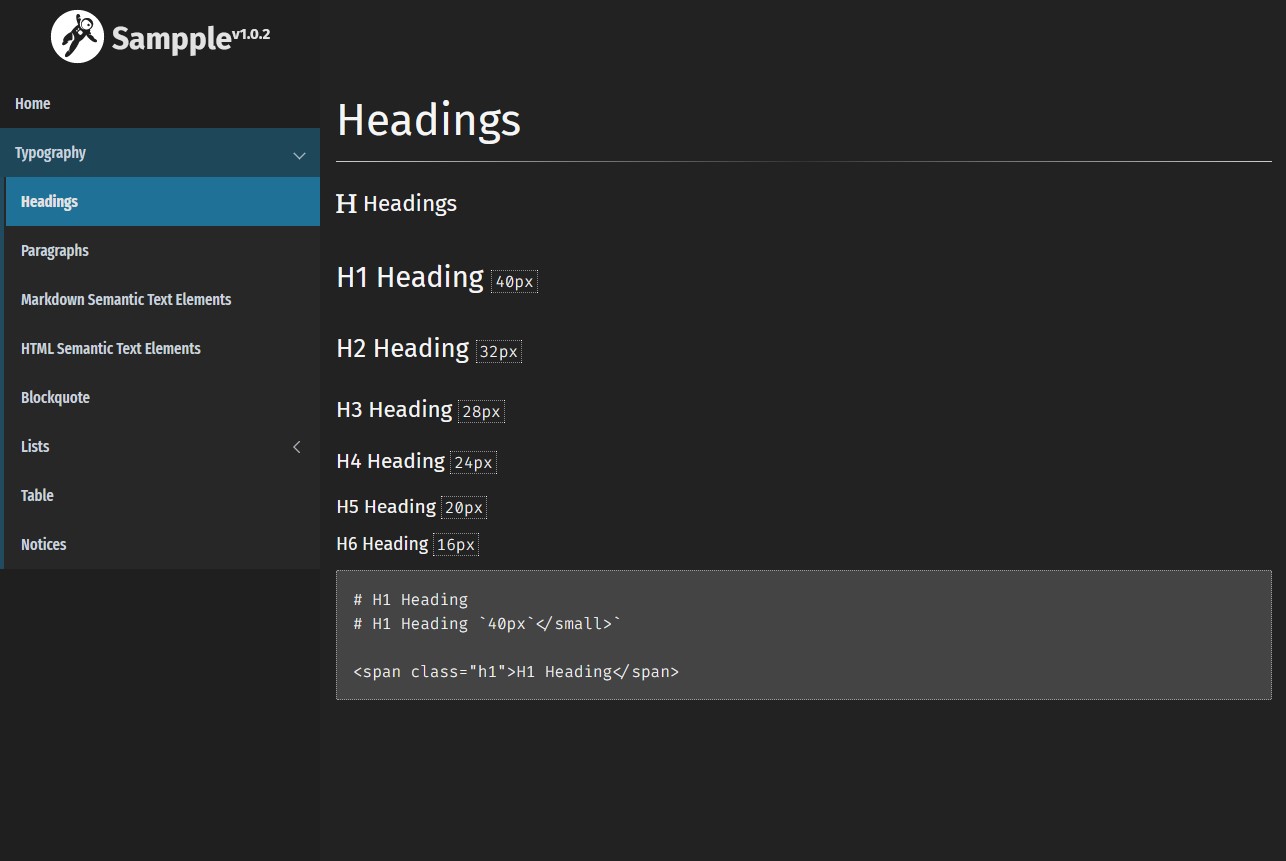 Sampplev1.0.2
Home
Typography
Headings
Paragraphs
Markdown Semantic Text Elements
HTML Semantic Text Elements
Blockquote
Lists
Table
Notices
Headings
H Headings
H1 Heading 40px
H2 Heading 32px
H3 Heading 28px
H4 Heading 24px
H5 Heading 20px
H6 Heading 16px
# H1 Heading
# H1 Heading `40px`</small>`
<span class="h1">H1 Heading</span>